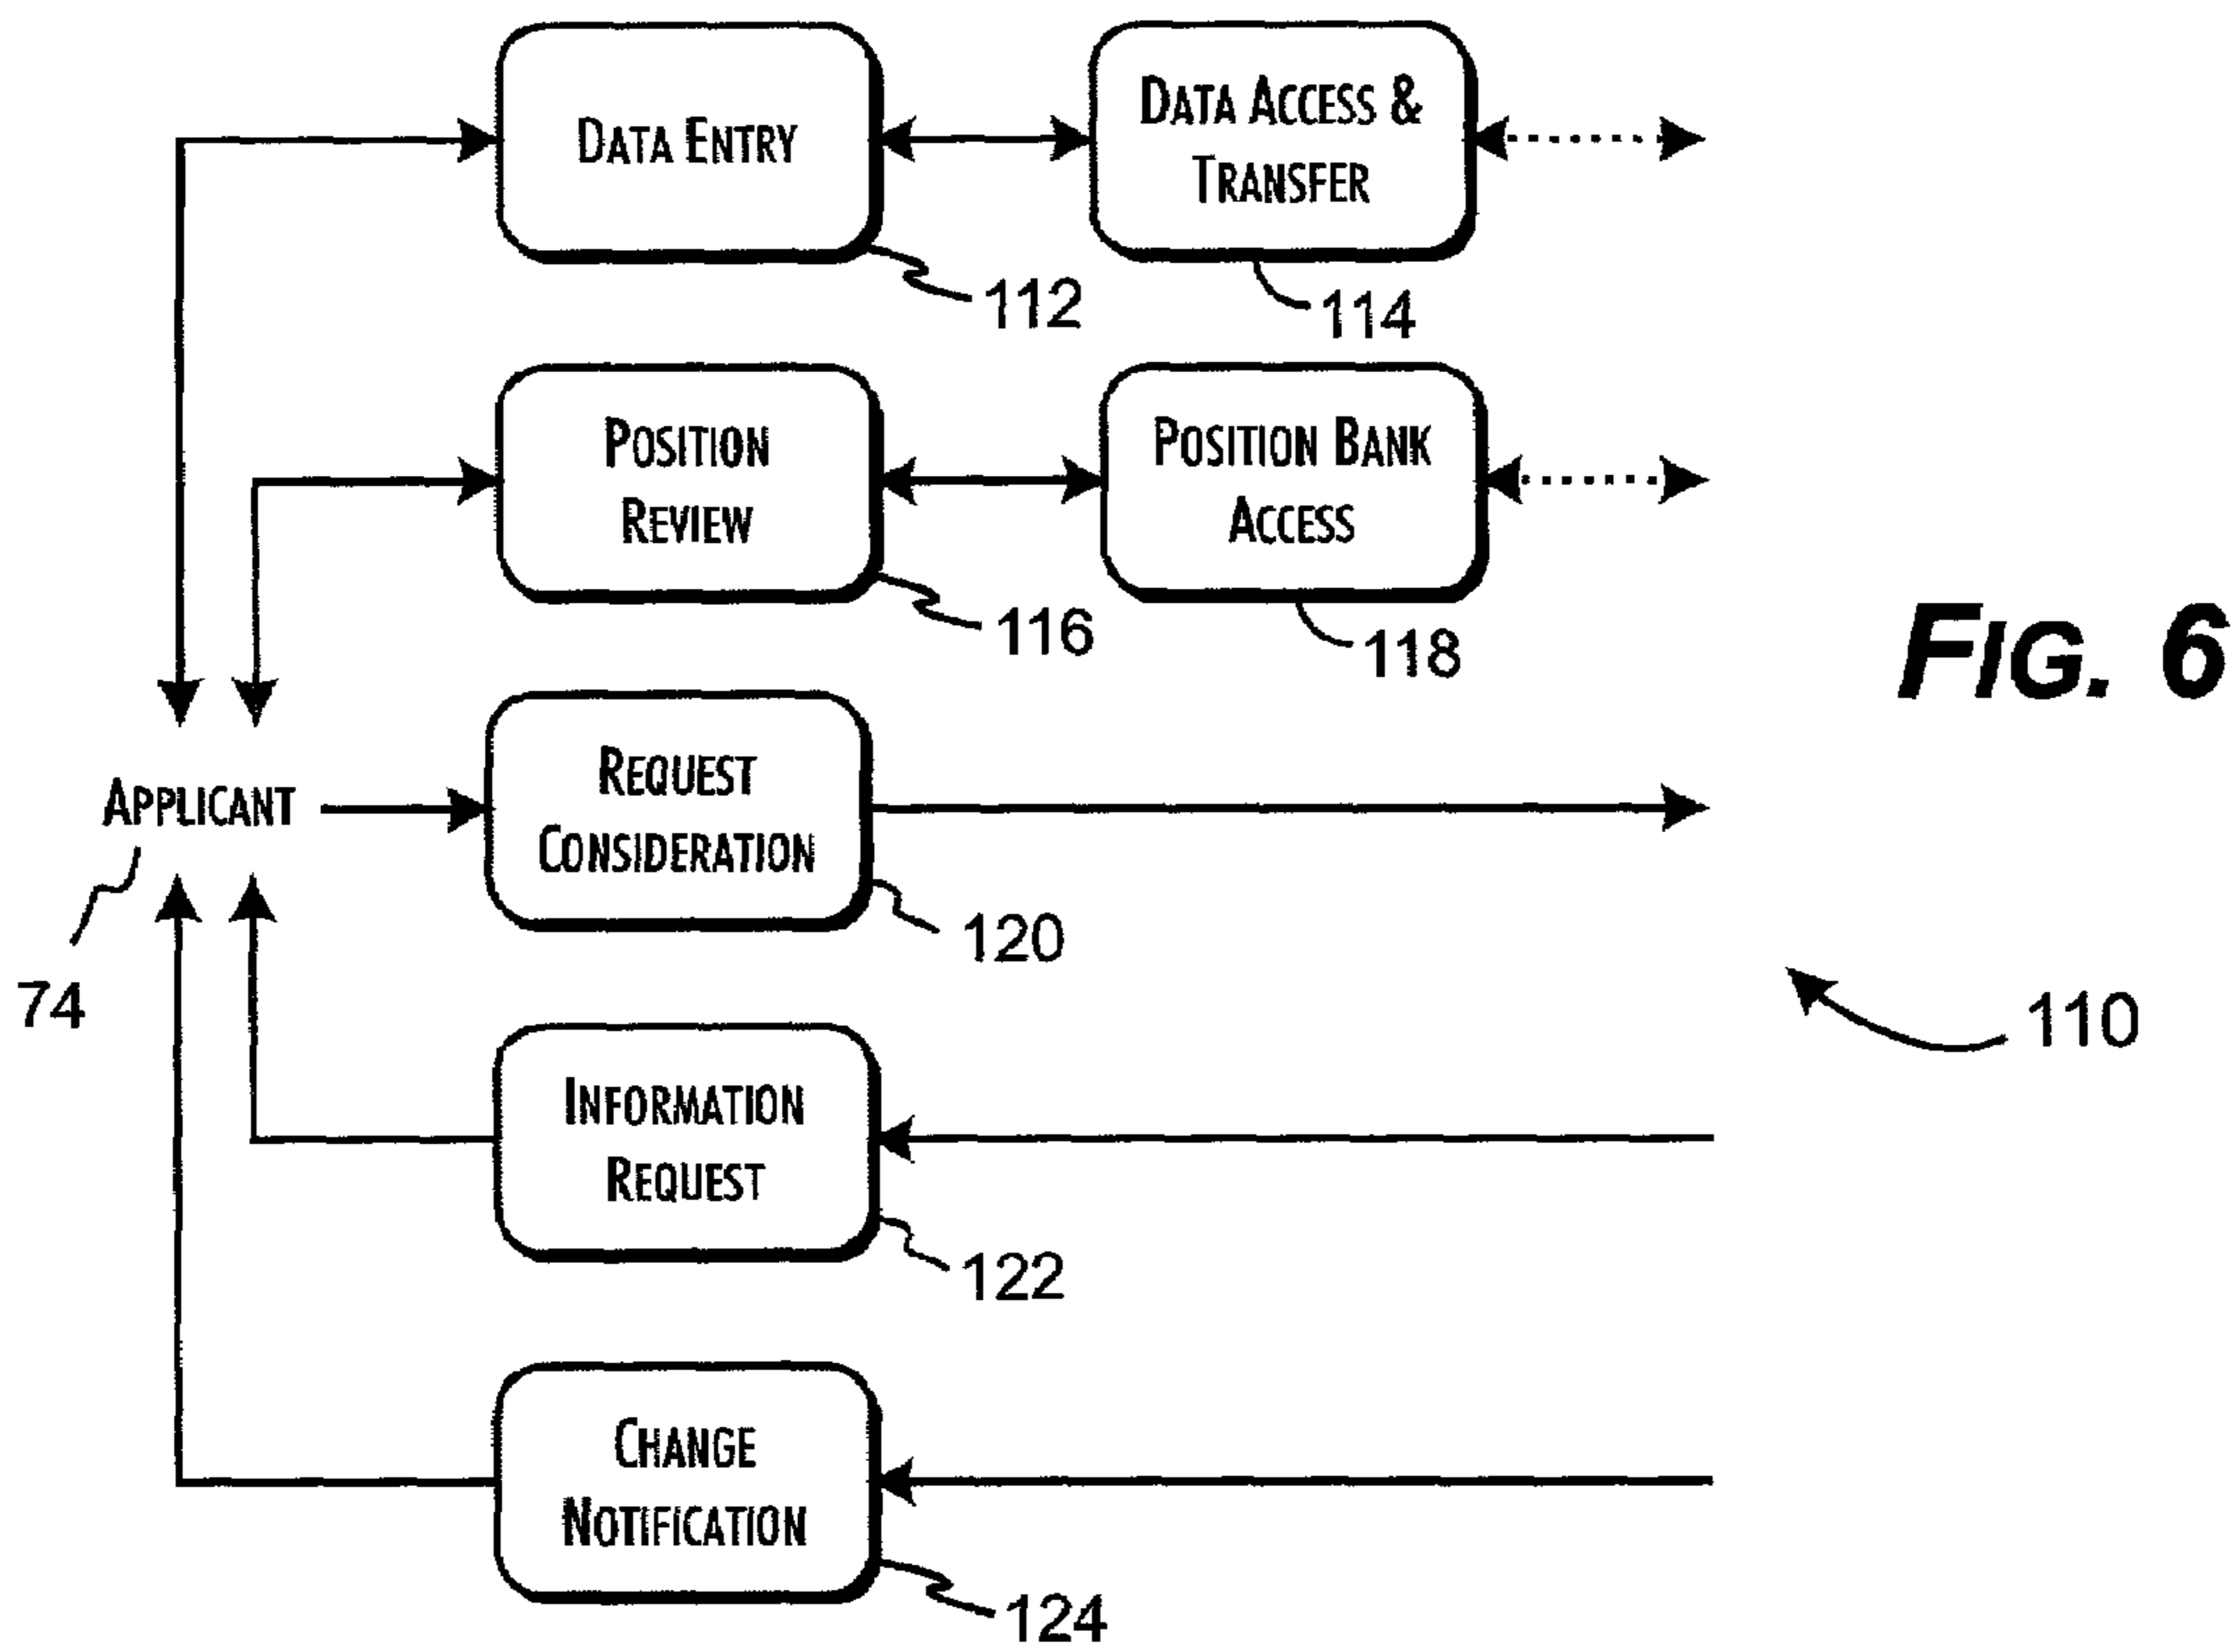 DATA ENTRY
DATA ACCESS &
TRANSFER
112
114
POSITION
REVIEW
POSITION BANK
ACCESS
116
118
FIG. 6
APPLICANT
74
REQUEST
CONSIDERATION
120
110
INFORMATION
REQUEST
122
CHANGE
NOTIFICATION
124